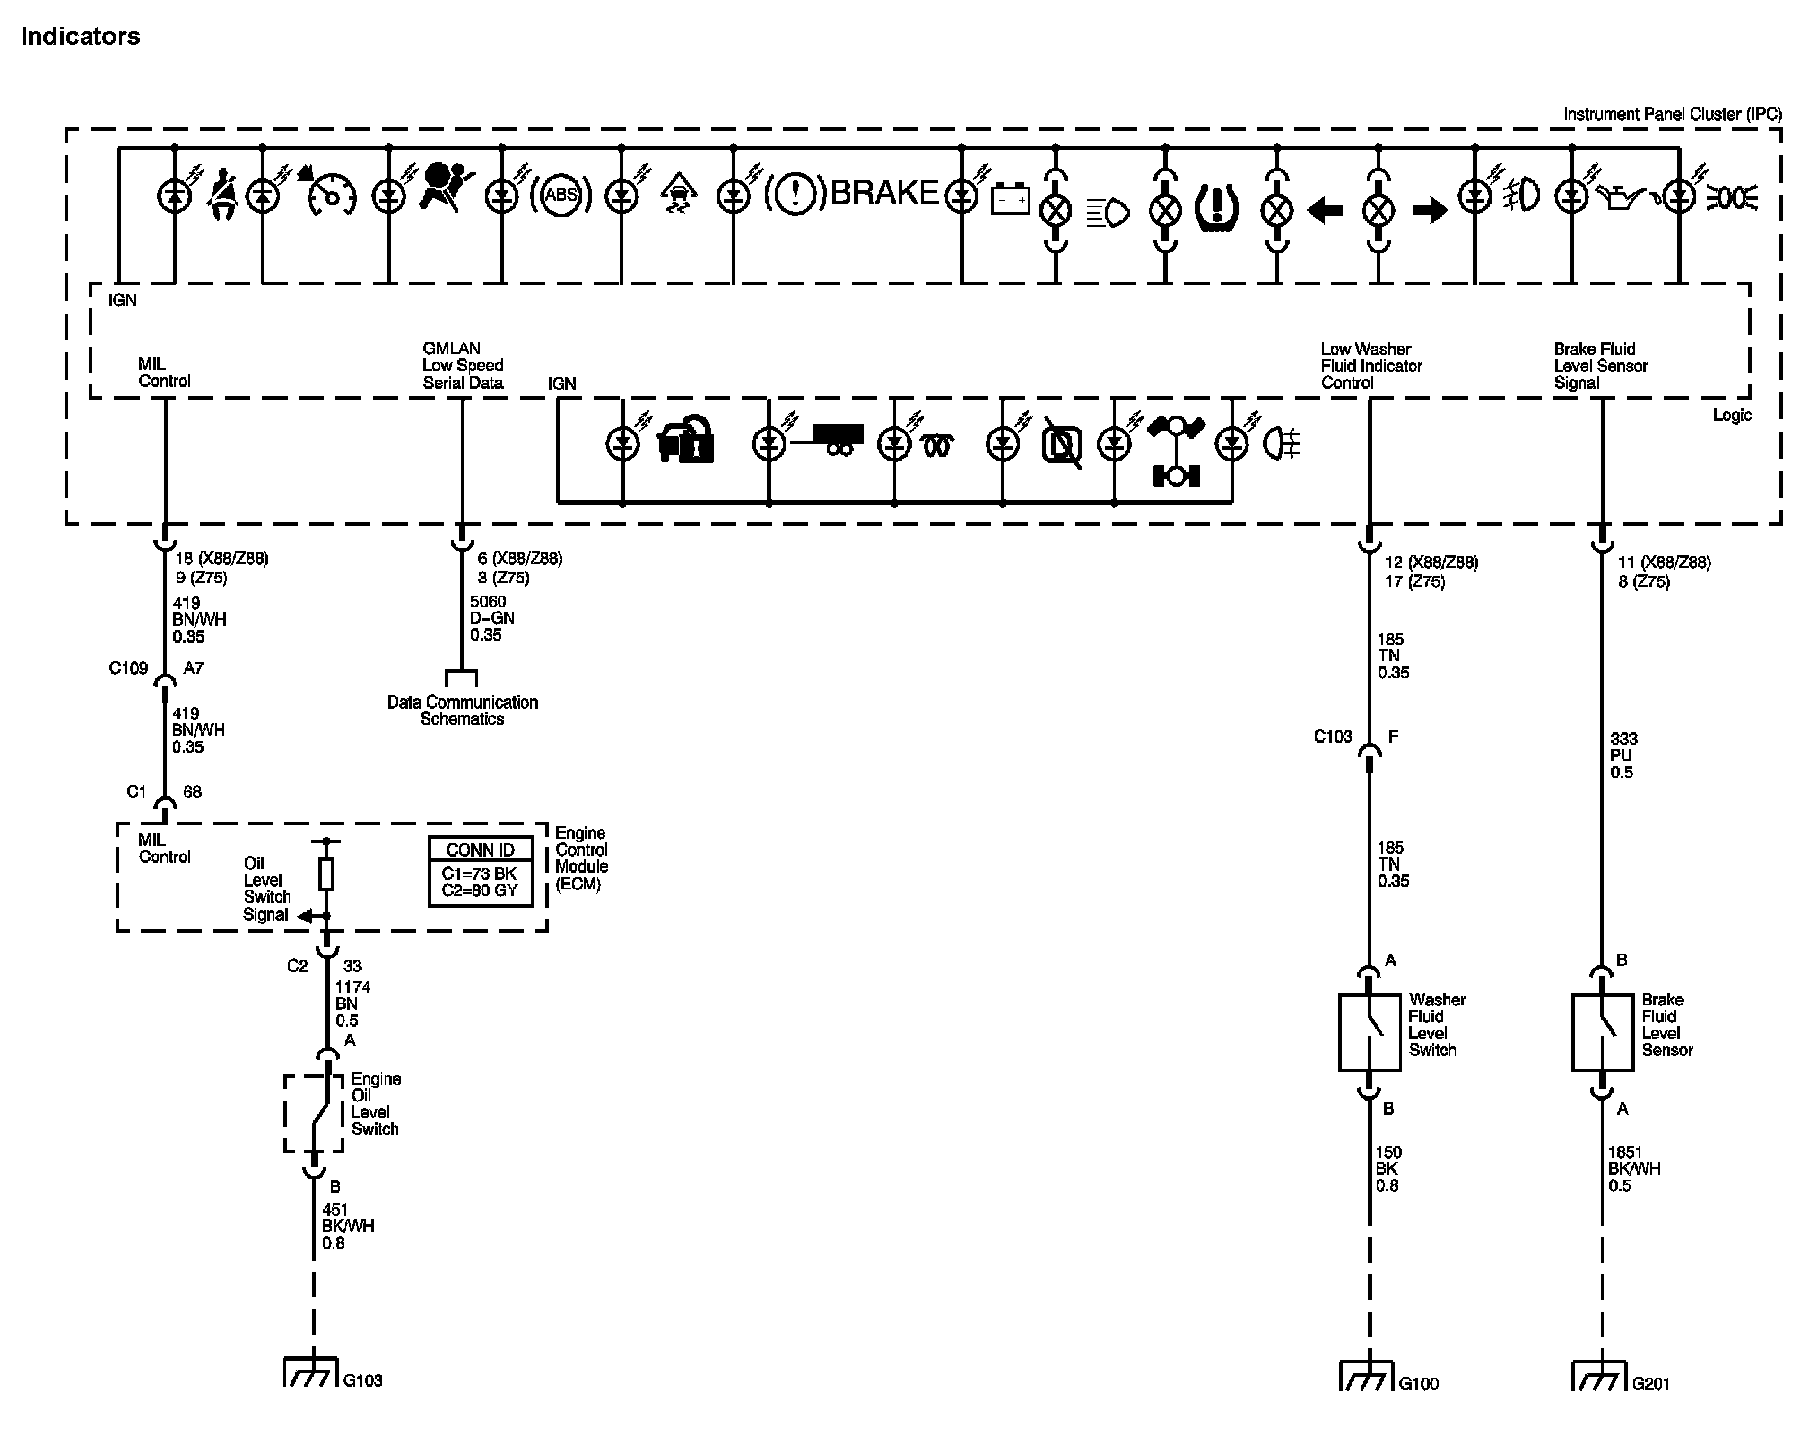 Indicators
Instrument Panel Cluster (IPC)
ABS
BRAKE
IGN
MIL
Control
GMLAN
Low Speed
Serial Data
IGN
Low Washer
Fluid Indicator
Control
Brake Fluid
Level Sensor
Signal
Logic
D
18 (X88/Z88)
9 (Z75)
6 (X88/Z88)
3 (Z75)
12 (X88/Z88)
17 (Z75)
11 (X88/Z88)
8 (Z75)
419
BN/WH
0.35
5060
D-GN
0.35
185
TN
0.35
C109 A7
Data Communication
Schematics
419
BN/WH
0.35
C103 F
333
PU
0.5
C1 68
MIL
Control
Oil
Level
Switch
Signal
CONN ID
C1=73 BK
C2=80 GY
Engine
Control
Module
(ECM)
185
TN
0.35
C2 33
1174
BN
0.5
A
Engine
Oil
Level
Switch
B
451
BK/WH
0.8
G103
A
Washer
Fluid
Level
Switch
B
150
BK
0.8
G100
B
Brake
Fluid
Level
Sensor
A
1851
BK/WH
0.5
G201